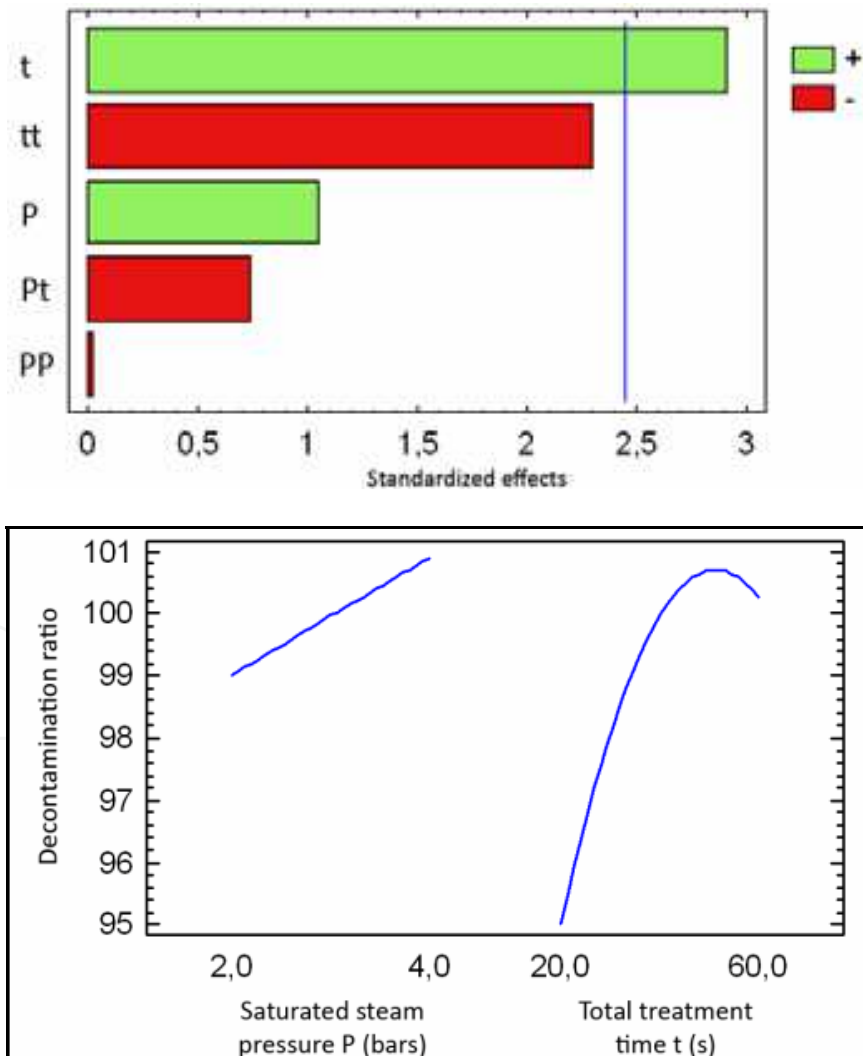 t
+
-
tt
P
Pt
PP
0 0,5 1 1,5 2 2,5 3
Standardized effects
101
100
99
98
97
96
95
Decontamination ratio
2,0 4,0 20,0 60,0
Saturated steam Total treatment
pressure P (bars) time t (s)